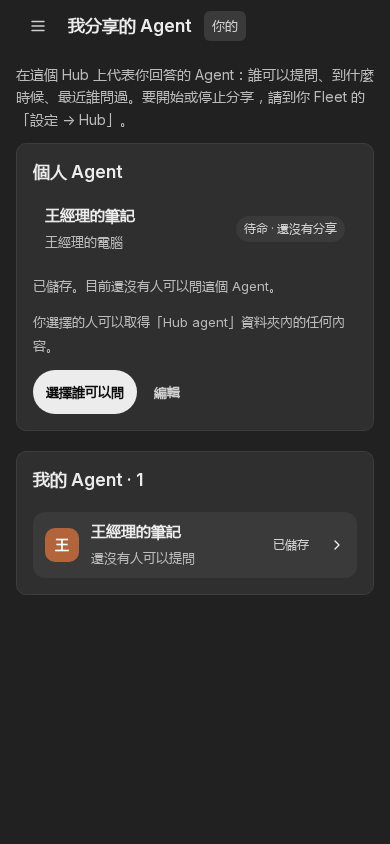 我分享的 Agent 你的
在這個 Hub 上代表你回答的 Agent：誰可以提問、到什麼
時候、最近誰問過。要開始或停止分享，請到你 Fleet 的
「設定 → Hub」。
個人 Agent
王經理的筆記
王經理的電腦
待命 · 還沒有分享
已儲存。目前還沒有人可以問這個 Agent。
你選擇的人可以取得「Hub agent」資料夾內的任何內
容。
選擇誰可以問 編輯
我的 Agent · 1
王
王經理的筆記
還沒有人可以提問
已儲存